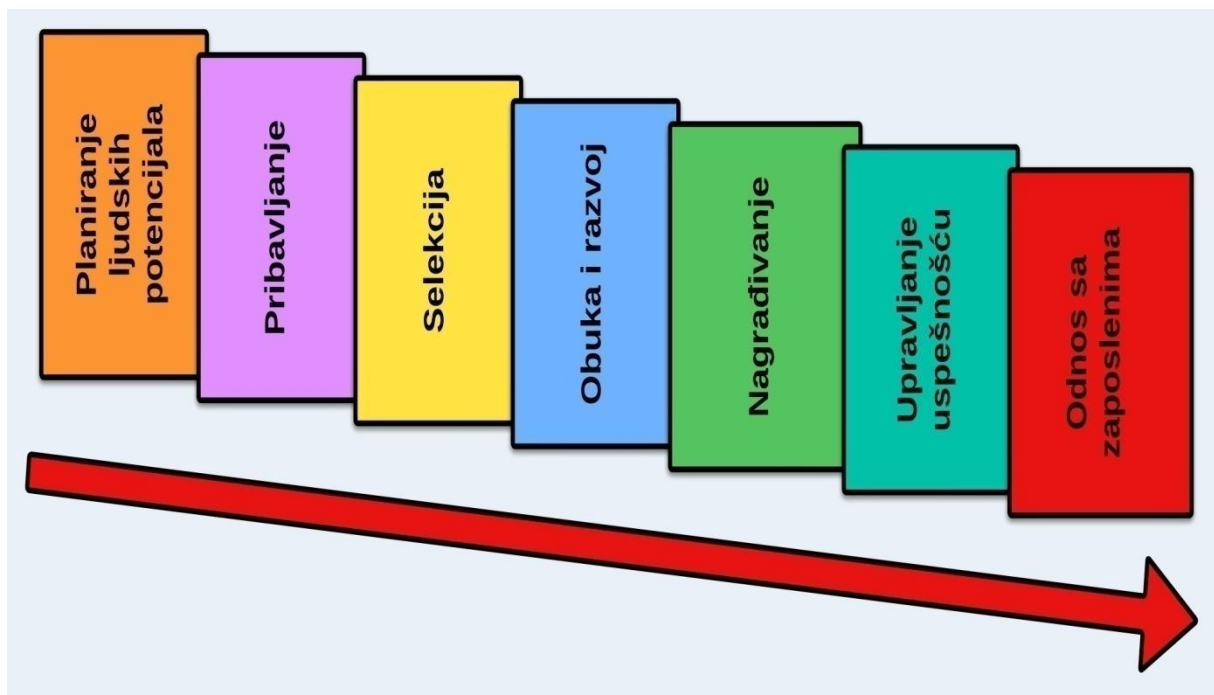 Planiranje
ljudskih
potencijala
Pribavljanje
Selekcija
Obuka i razvoj
Nagrađivanje
Upravljanje
uspešnošću
Odnos sa
zaposlenima